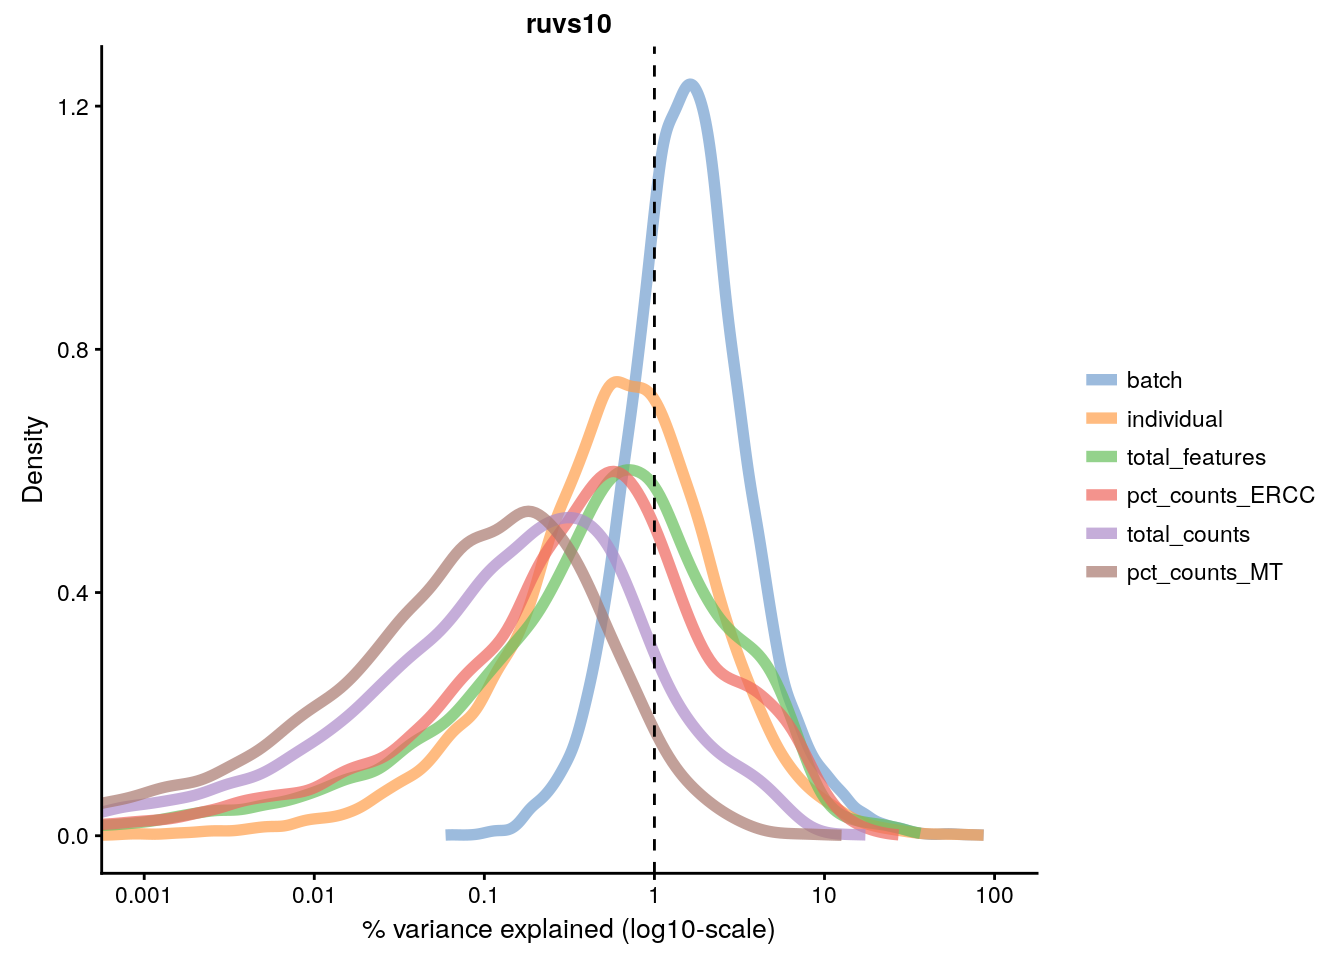 ruvs10
1.2
0.8
0.4
0.0
Density
0.001
0.01
0.1
1
10
100
% variance explained (log10-scale)
batch
individual
total_features
pct_counts_ERCC
total_counts
pct_counts_MT